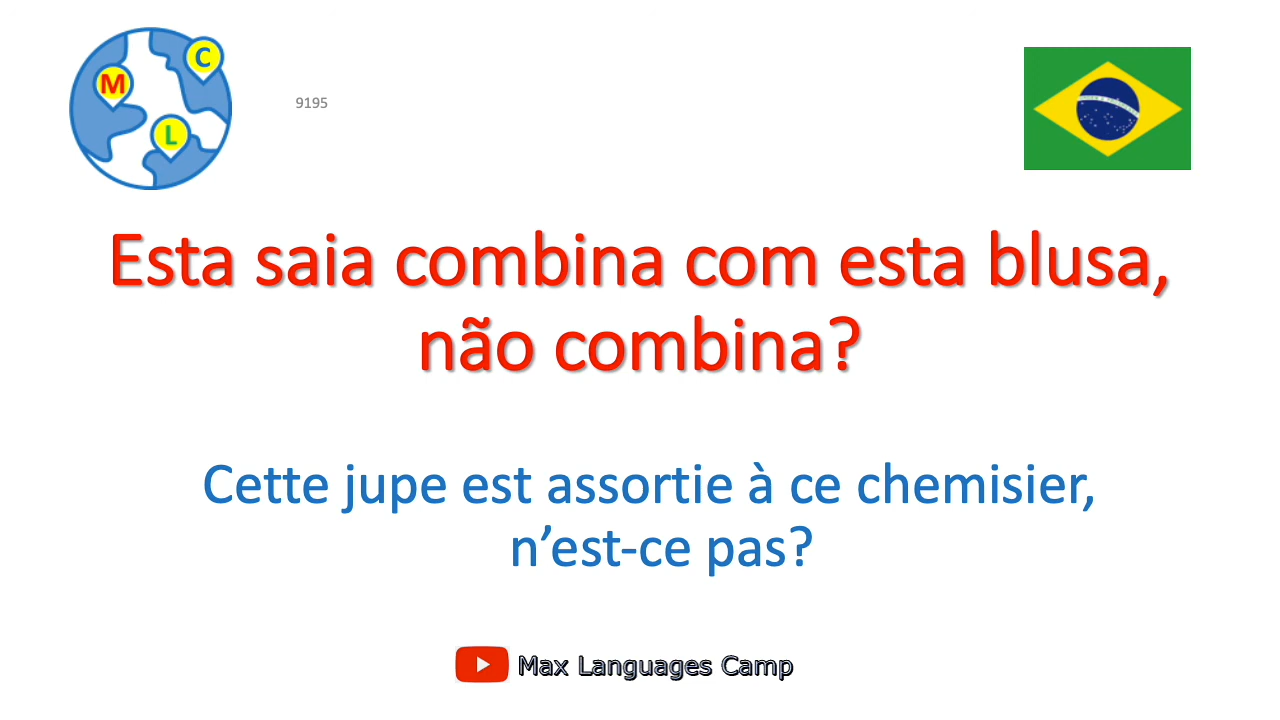 M
C
L
9195
Esta saia combina com esta blusa,
não combina?
Cette jupe est assortie à ce chemisier,
n’est-ce pas?
Max Languages Camp